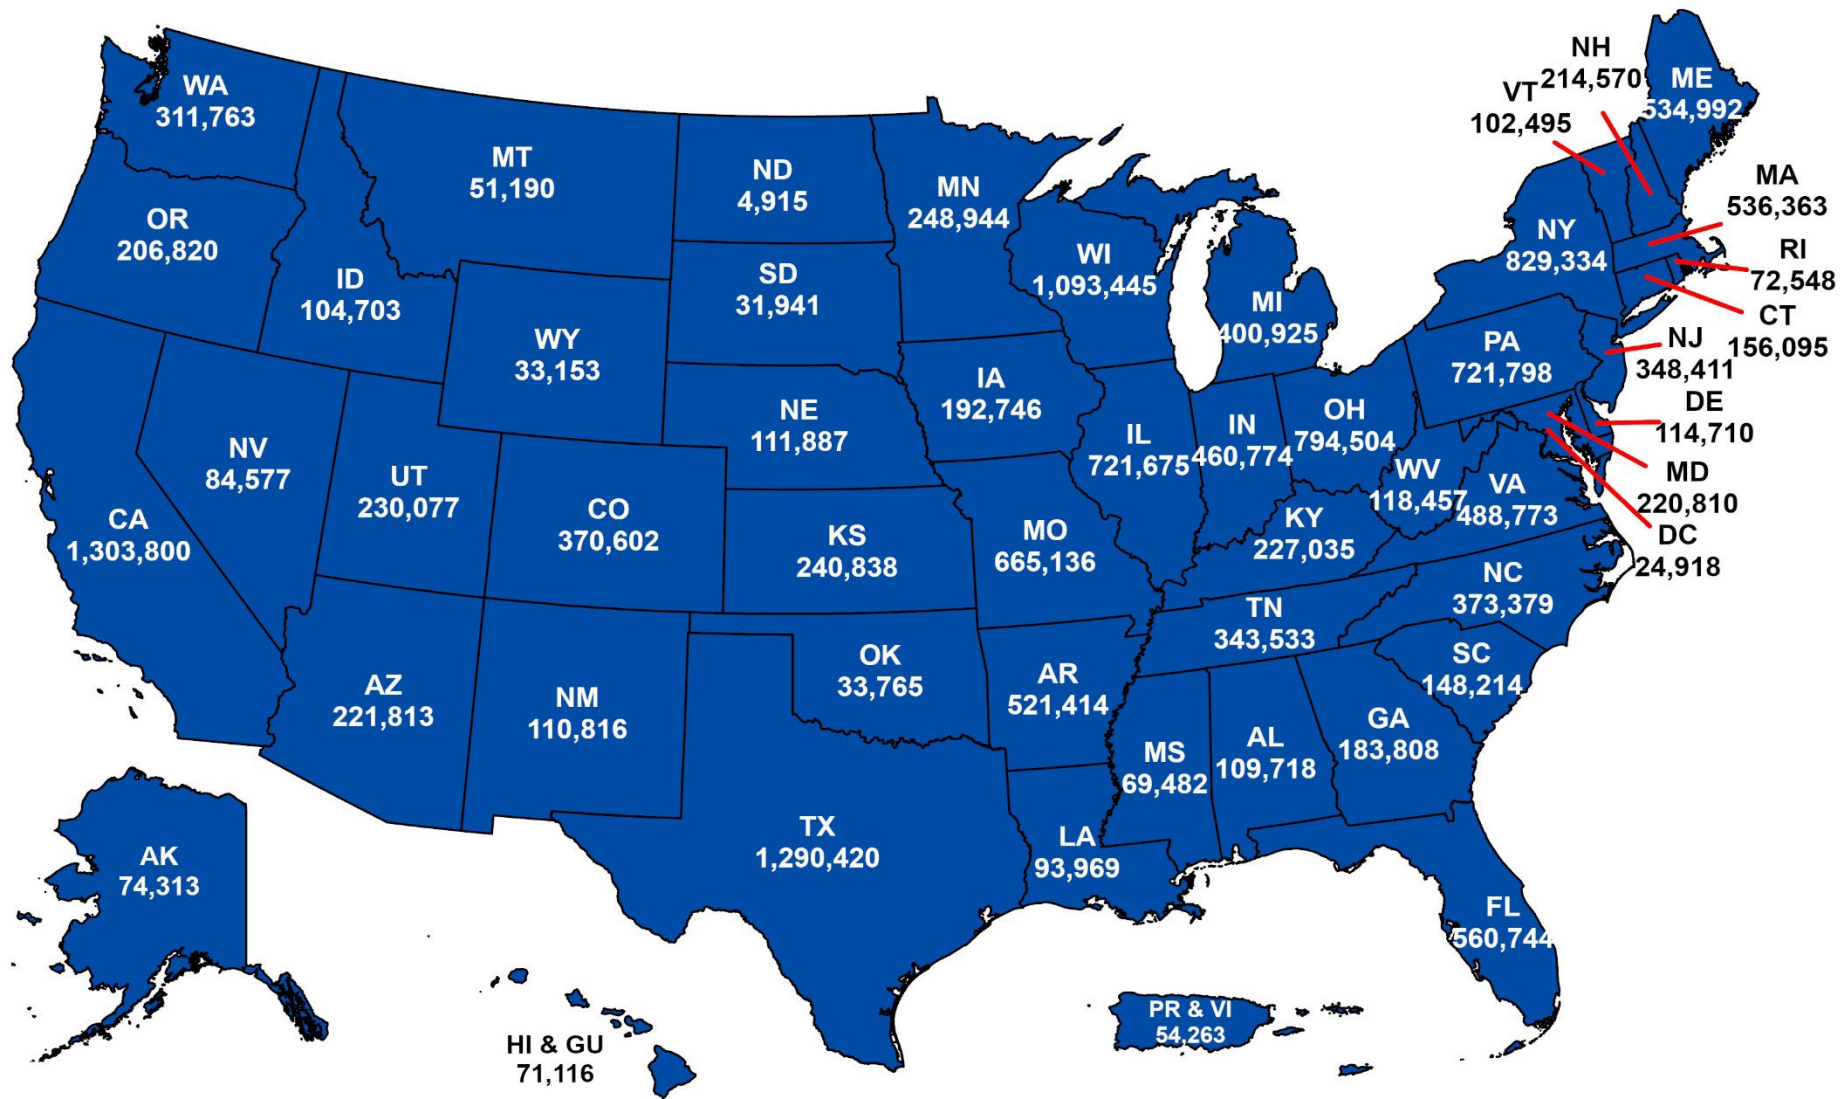 NH
214,570
VT
102,495
ME
534,992
WA
311,763
MT
51,190
ND
4,915
MN
248,944
MA
536,363
OR
206,820
ID
104,703
SD
31,941
WI
1,093,445
MI
400,925
NY
829,334
RI
72,548
CT
156,095
WY
33,153
PA
721,798
NJ
348,411
IA
192,746
NE
111,887
IL
721,675
IN
460,774
OH
794,504
DE
114,710
NV
84,577
UT
230,077
CO
370,602
WV
118,457
VA
488,773
MD
220,810
CA
1,303,800
KS
240,838
MO
665,136
KY
227,035
DC
24,918
NC
373,379
TN
343,533
AZ
221,813
NM
110,816
OK
33,765
AR
521,414
SC
148,214
MS
69,482
AL
109,718
GA
183,808
TX
1,290,420
LA
93,969
AK
74,313
FL
560,744
HI & GU
71,116
PR & VI
54,263